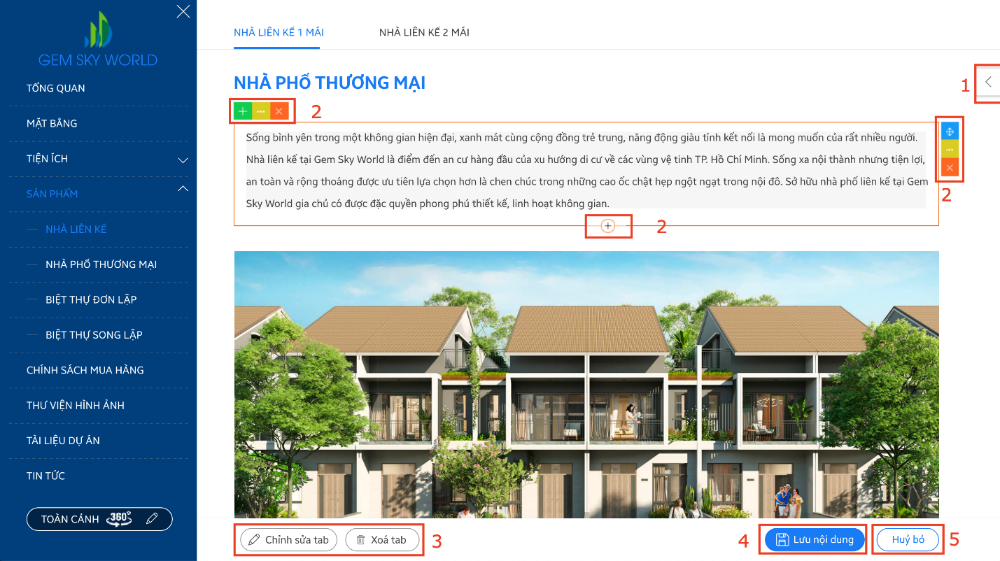 GEM SKY WORLD
TỔNG QUAN
MẶT BẰNG
TIỆN ÍCH
SẢN PHẨM
NHÀ LIÊN KẾ
NHÀ PHỐ THƯƠNG MẠI
BIỆT THỰ ĐƠN LẬP
BIỆT THỰ SONG LẬP
CHÍNH SÁCH MUA HÀNG
THƯ VIỆN HÌNH ẢNH
TÀI LIỆU DỰ ÁN
TIN TỨC
TOÀN CẢNH 360°
NHÀ LIÊN KẾ 1 MÁI
NHÀ LIÊN KẾ 2 MÁI
NHÀ PHỐ THƯƠNG MẠI
1
2
Sống bình yên trong một không gian hiện đại, xanh mát cùng cộng đồng trẻ trung, năng động giàu tính kết nối là mong muốn của rất nhiều người.
Nhà liên kế tại Gem Sky World là điểm đến an cư hàng đầu của xu hướng di cư về các vùng vệ tinh TP. Hồ Chí Minh. Sống xa nội thành nhưng tiện lợi,
an toàn và rộng thoáng được ưu tiên lựa chọn hơn là chen chúc trong những cao ốc chật hẹp ngột ngạt trong nội đô. Sở hữu nhà phố liên kế tại Gem
Sky World gia chủ có được đặc quyền phong phú thiết kế, linh hoạt không gian.
2
2
Chỉnh sửa tab
Xoá tab
3
4
Lưu nội dung
Huỷ bỏ
5